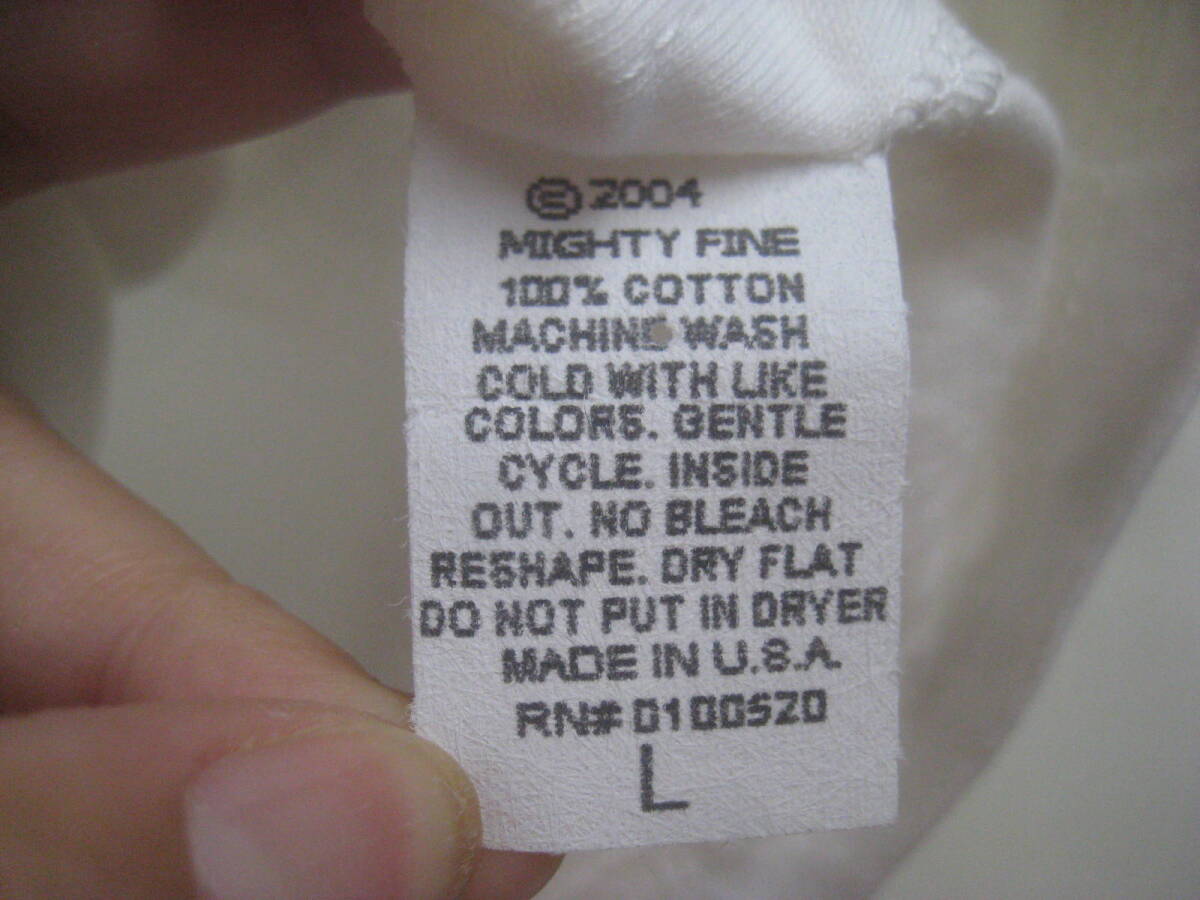 © 2004
MIGHTY FINE
100% COTTON
MACHINE WASH
COLD WITH LIKE
COLORS. GENTLE
CYCLE. INSIDE
OUT. NO BLEACH
RESHAPE. DRY FLAT
DO NOT PUT IN DRYER
MADE IN U.S.A.
RN# 0100520
L